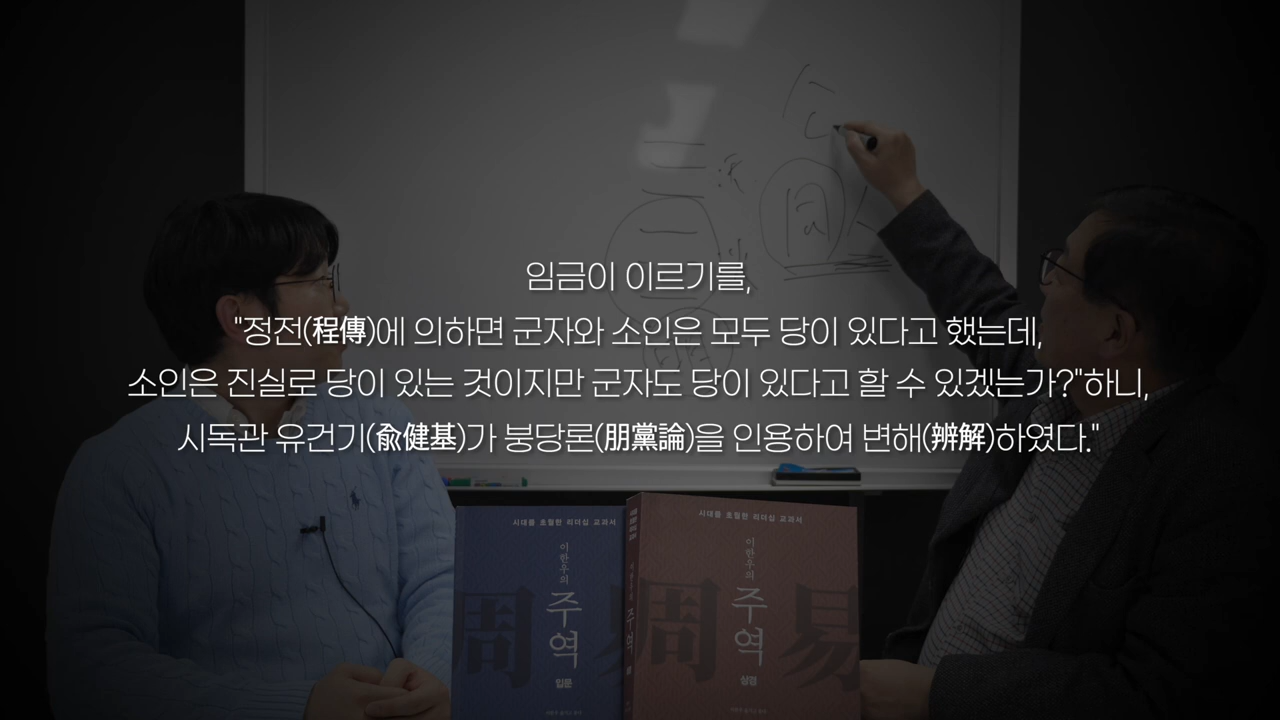 임금이 이르기를,
"정전(程傳)에 의하면 군자와 소인은 모두 당이 있다고 했는데,
소인은 진실로 당이 있는 것이지만 군자도 당이 있다고 할 수 있겠는가?"하니,
시독관 유건기(兪健基)가 붕당론(朋黨論)을 인용하여 변해(辨解)하였다."
시대를 초월한 리더십 교과서
이한우의
주역
周
입문
시대를 초월한 리더십 교과서
이한우의
주역
周易
상경